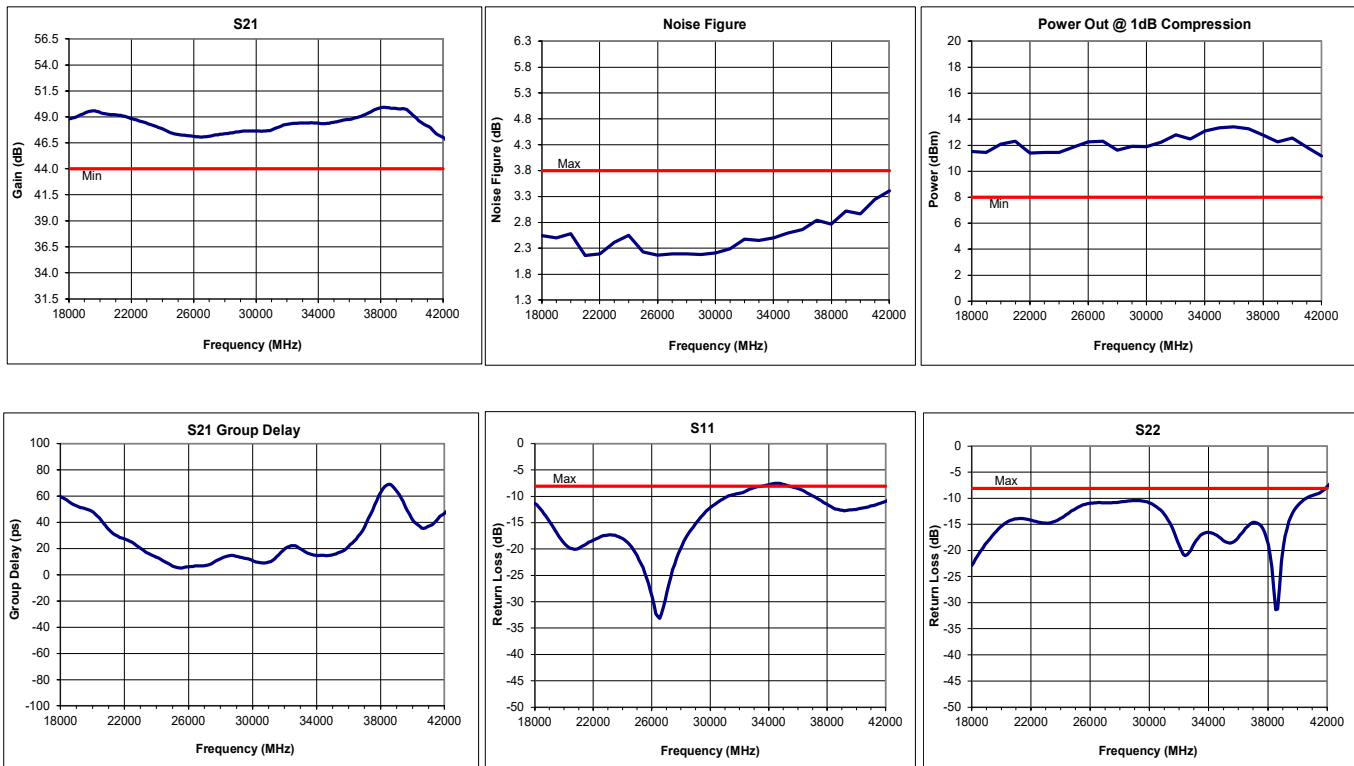 S21
Gain (dB)
56.5
54.0
51.5
49.0
46.5
44.0
41.5
39.0
36.5
34.0
31.5
Min
18000 22000 26000 30000 34000 38000 42000
Frequency (MHz)
Noise Figure
Noise Figure (dB)
6.3
5.8
5.3
4.8
4.3
3.8
3.3
2.8
2.3
1.8
1.3
Max
18000 22000 26000 30000 34000 38000 42000
Frequency (MHz)
Power Out @ 1dB Compression
Power (dBm)
20
18
16
14
12
10
8
6
4
2
0
Min
18000 22000 26000 30000 34000 38000 42000
Frequency (MHz)
S21 Group Delay
Group Delay (ps)
100
80
60
40
20
0
-20
-40
-60
-80
-100
18000 22000 26000 30000 34000 38000 42000
Frequency (MHz)
S11
Return Loss (dB)
0
-5
-10
-15
-20
-25
-30
-35
-40
-45
-50
Max
18000 22000 26000 30000 34000 38000 42000
Frequency (MHz)
S22
Return Loss (dB)
0
-5
-10
-15
-20
-25
-30
-35
-40
-45
-50
Max
18000 22000 26000 30000 34000 38000 42000
Frequency (MHz)